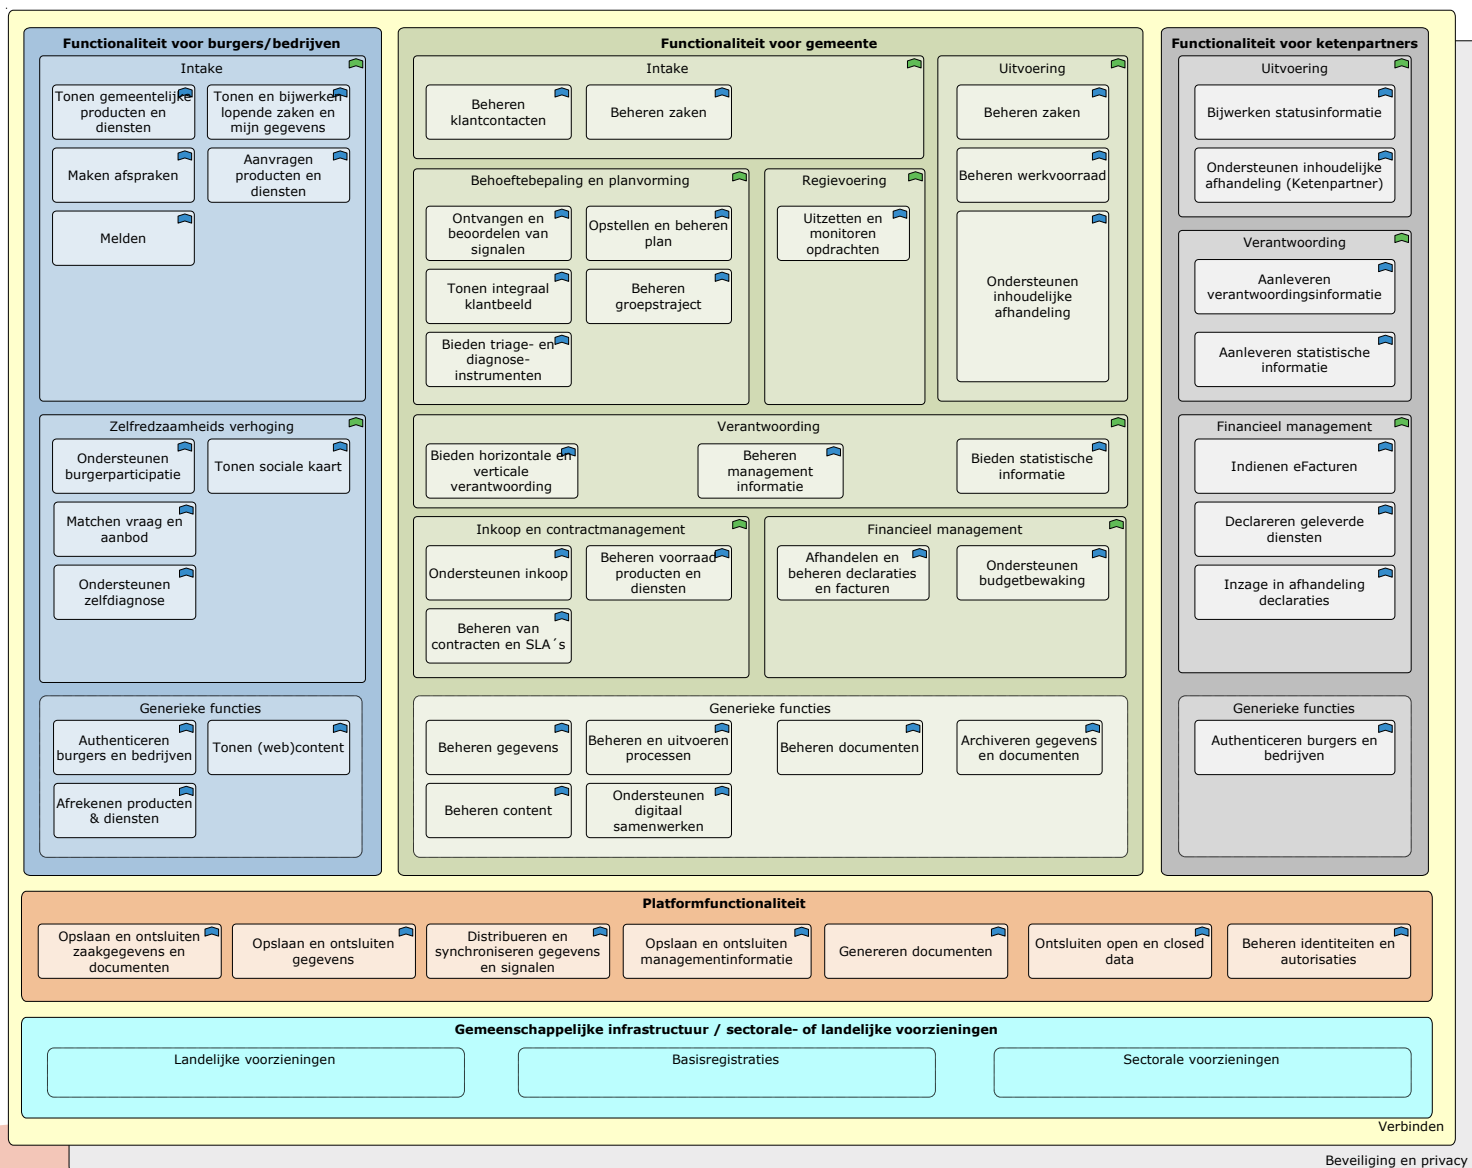 Functionaliteit voor burgers/bedrijven
Intake
Tonen gemeentelijke
producten en
diensten
Tonen en bijwerken
lopende zaken en
mijn gegevens
Maken afspraken
Aanvragen
producten en
diensten
Melden
Zelfredzaamheids verhoging
Ondersteunen
burgerparticipatie
Tonen sociale kaart
Matchen vraag en
aanbod
Ondersteunen
zelfdiagnose
Generieke functies
Authenticeren
burgers en bedrijven
Tonen (web)content
Afrekenen producten
& diensten
Functionaliteit voor gemeente
Intake
Beheren
klantcontacten
Beheren zaken
Uitvoering
Beheren zaken
Beheren werkvoorraad
Ondersteunen
inhoudelijke
afhandeling
Behoeftebepaling en planvorming
Ontvangen en
beoordelen van
signalen
Opstellen en beheren
plan
Tonen integraal
klantbeeld
Beheren
groepstraject
Bieden triage- en
diagnose-
instrumenten
Regievoering
Uitzetten en
monitoren
opdrachten
Verantwoording
Bieden horizontale en
verticale
verantwoording
Beheren
management
informatie
Bieden statistische
informatie
Inkoop en contractmanagement
Ondersteunen inkoop
Beheren voorraad
producten en
diensten
Beheren van
contracten en SLA´s
Financieel management
Afhandelen en
beheren declaraties
en facturen
Ondersteunen
budgetbewaking
Generieke functies
Beheren gegevens
Beheren en uitvoeren
processen
Beheren documenten
Archiveren gegevens
en documenten
Beheren content
Ondersteunen
digitaal
samenwerken
Functionaliteit voor ketenpartners
Uitvoering
Bijwerken statusinformatie
Ondersteunen inhoudelijke
afhandeling (Ketenpartner)
Verantwoording
Aanleveren
verantwoordingsinformatie
Aanleveren statistische
informatie
Financieel management
Indienen eFacturen
Declareren geleverde
diensten
Inzage in afhandeling
declaraties
Generieke functies
Authenticeren burgers en
bedrijven
Platformfunctionaliteit
Opslaan en ontsluiten
zaakgegevens en
documenten
Opslaan en ontsluiten
gegevens
Distribueren en
synchroniseren gegevens
en signalen
Opslaan en ontsluiten
managementinformatie
Genereren documenten
Ontsluiten open en closed
data
Beheren identiteiten en
autorisaties
Gemeenschappelijke infrastructuur / sectorale- of landelijke voorzieningen
Landelijke voorzieningen
Basisregistraties
Sectorale voorzieningen
Verbinden
Beveiliging en privacy